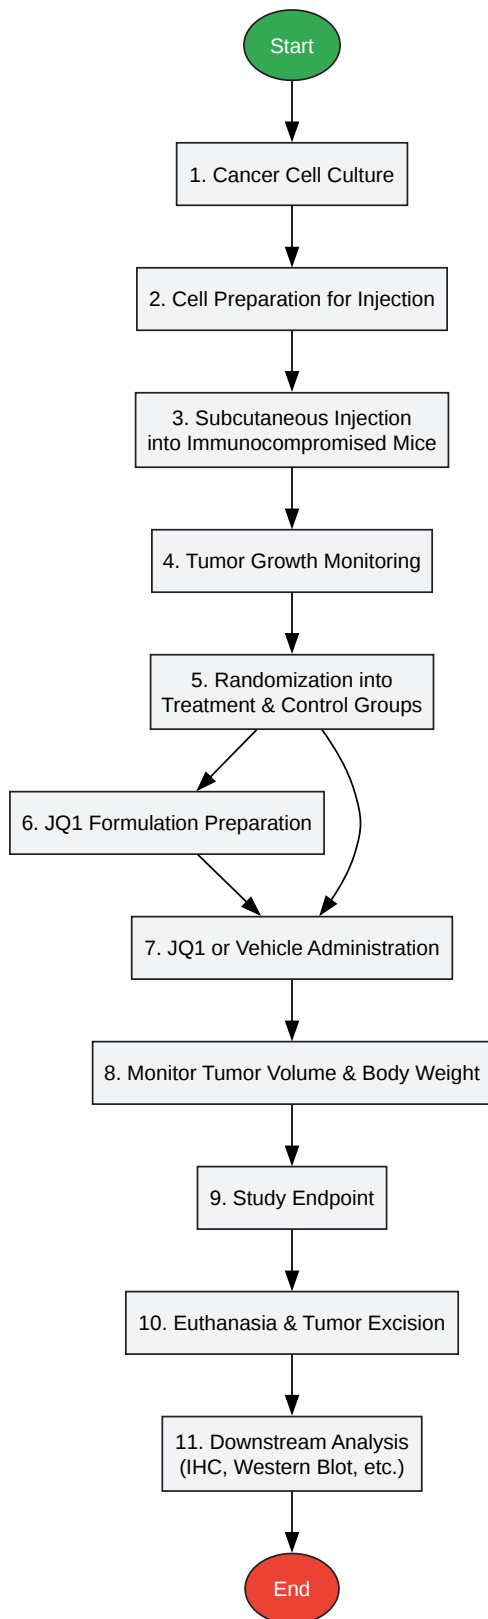 Start
1. Cancer Cell Culture
2. Cell Preparation for Injection
3. Subcutaneous Injection
into Immunocompromised Mice
4. Tumor Growth Monitoring
5. Randomization into
Treatment & Control Groups
6. JQ1 Formulation Preparation
7. JQ1 or Vehicle Administration
8. Monitor Tumor Volume & Body Weight
9. Study Endpoint
10. Euthanasia & Tumor Excision
11. Downstream Analysis
(IHC, Western Blot, etc.)
End